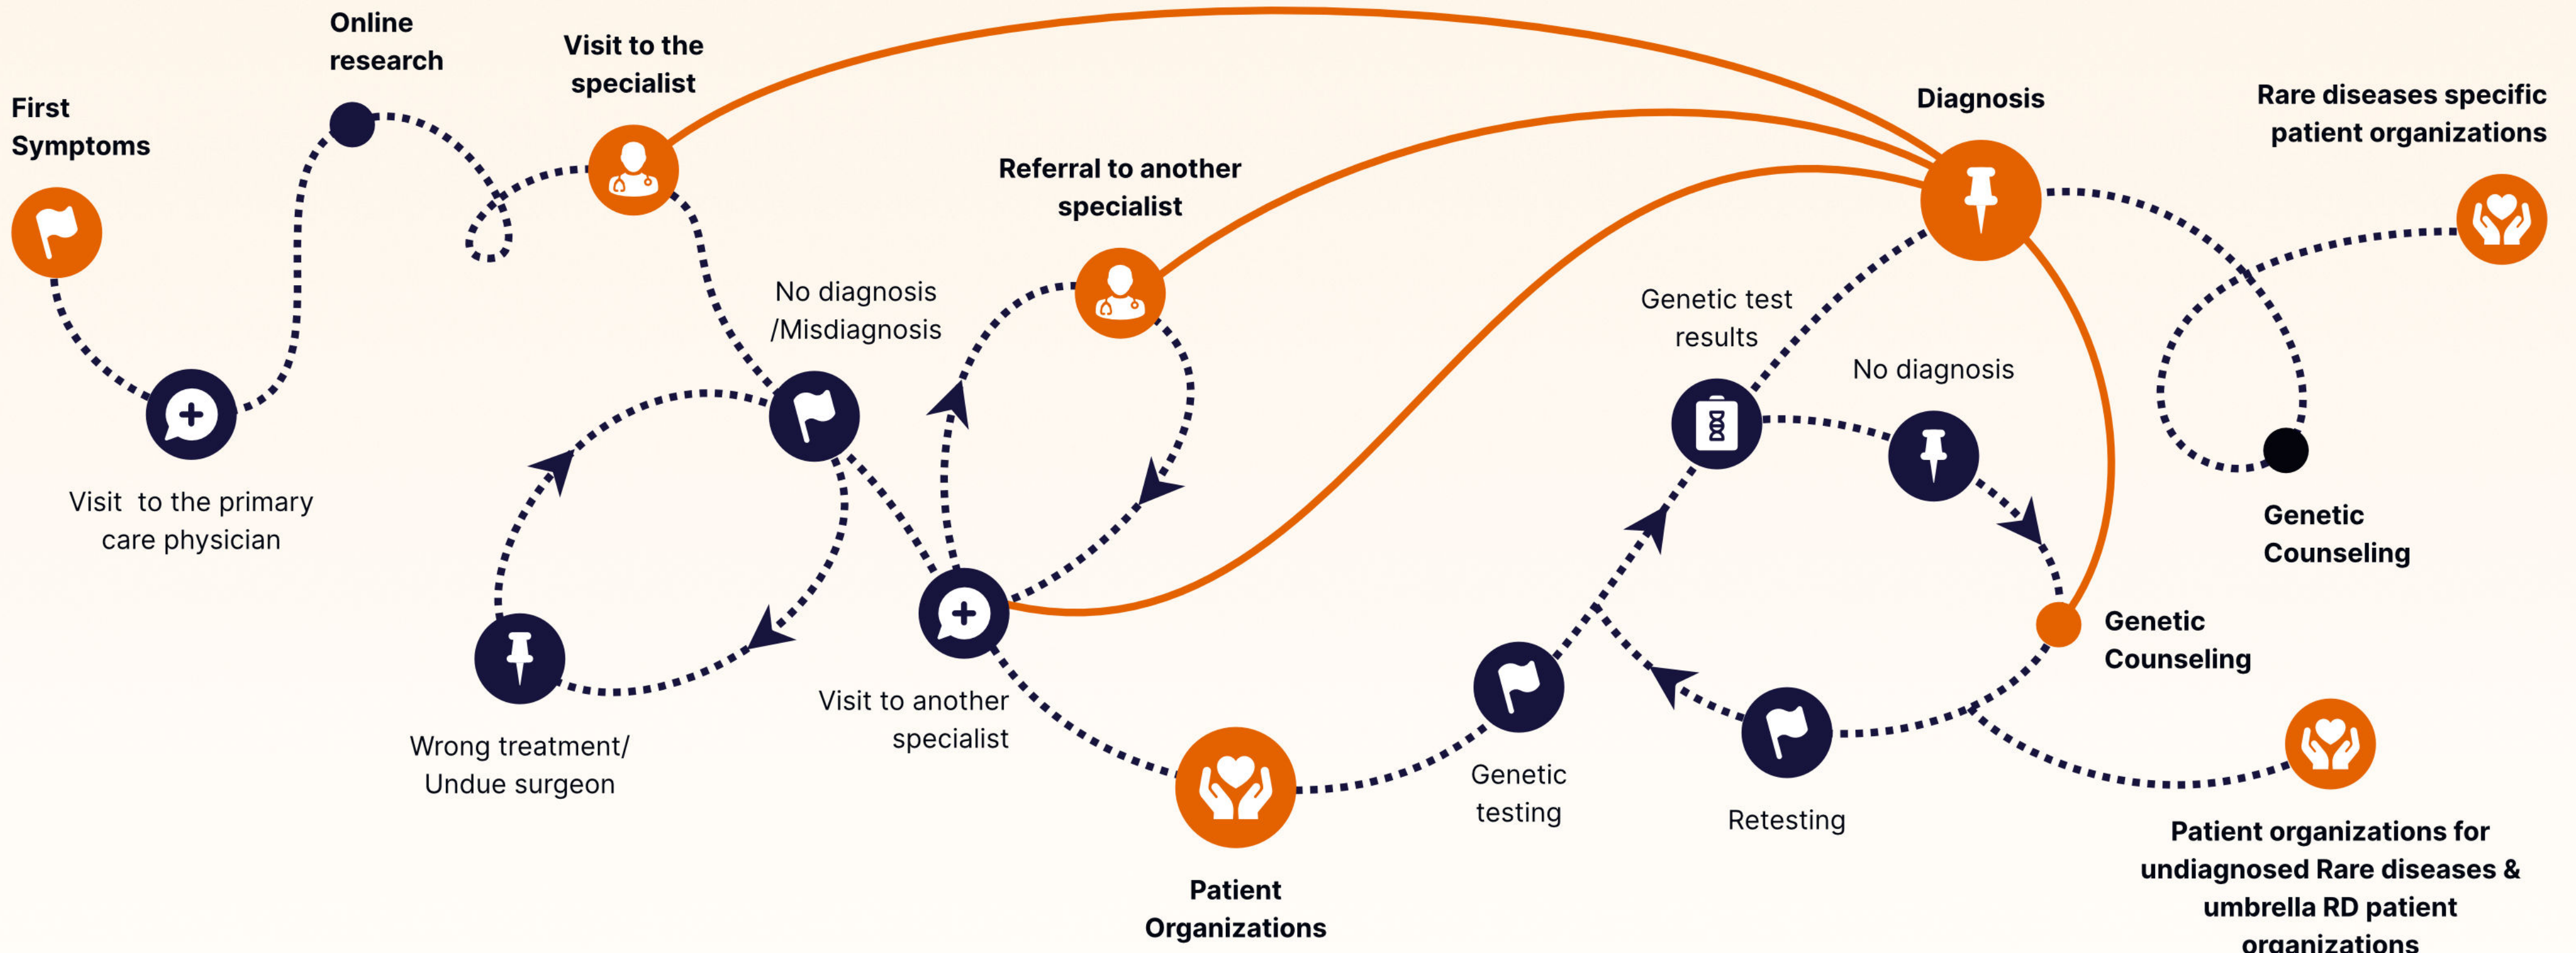 Online
research
Visit to the
specialist
First
Symptoms
Diagnosis
Rare diseases specific
patient organizations
Referral to another
specialist
No diagnosis
/Misdiagnosis
Genetic test
results
No diagnosis
Visit  to the primary
care physician
Genetic
Counseling
Genetic
Counseling
Visit to another
specialist
Wrong treatment/
Undue surgeon
Genetic
testing
Retesting
Patient
Organizations
Patient organizations for
undiagnosed Rare diseases &
umbrella RD patient
organizations